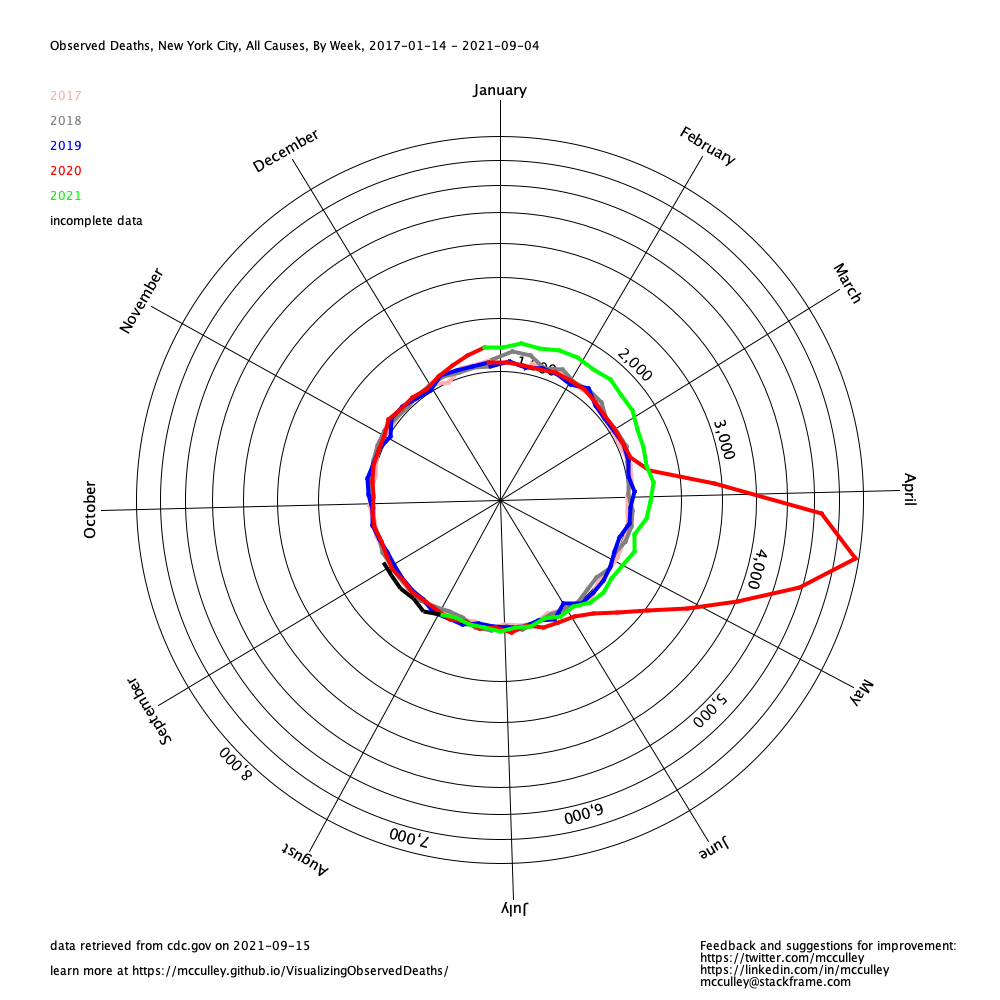 Observed Deaths, New York City, All Causes, By Week, 2017-01-14 - 2021-09-04
January
2017
2018
2019
2020
2021
incomplete data
December
February
November
March
1,000
2,000
3,000
October
April
4,000
September
May
5,000
8,000
6,000
7,000
August
June
July
data retrieved from cdc.gov on 2021-09-15
learn more at https://mcculley.github.io/VisualizingObservedDeaths/
Feedback and suggestions for improvement:
https://twitter.com/mcculley
https://linkedin.com/in/mcculley
mcculley@stackframe.com